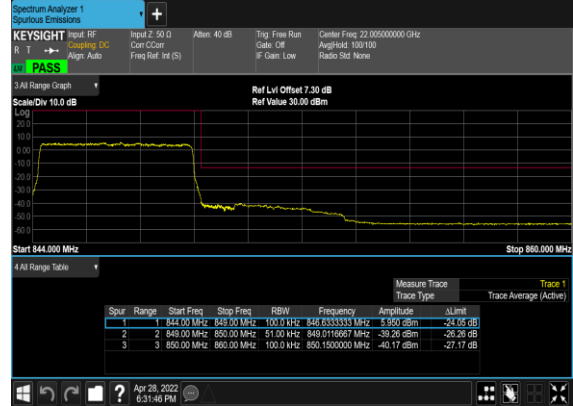 Spectrum Analyzer 1
Spurious Emissions
+
KEYSIGHT Input: RF Input Z: 50 Ω Atten: 40 dB Trig: Free Run Center Freq: 22.005000000 GHz
R T Coupling: DC Corr CCorr Gate: Off Avg|Hold: 100/100
Align: Auto Freq Ref: Int (S) IF Gain: Low Radio Std: None
PASS
3 All Range Graph
Ref Lvl Offset 7.30 dB
Scale/Div 10.0 dB Ref Value 30.00 dBm
Log
20.0
10.0
0.00
-10.0
-20.0
-30.0
-40.0
-50.0
-60.0
Start 844.000 MHz Stop 860.000 MHz
4 All Range Table
Measure Trace Trace 1
Trace Type Trace Average (Active)
Spur Range Start Freq Stop Freq RBW Frequency Amplitude ΔLimit
1 1 844.00 MHz 849.00 MHz 100.0 kHz 846.6333333 MHz 5.950 dBm -24.05 dB
2 2 849.00 MHz 850.00 MHz 51.00 kHz 849.0116667 MHz -39.26 dBm -26.26 dB
3 3 850.00 MHz 860.00 MHz 100.0 kHz 850.1500000 MHz -40.17 dBm -27.17 dB
? Apr 28, 2022
6:31:46 PM